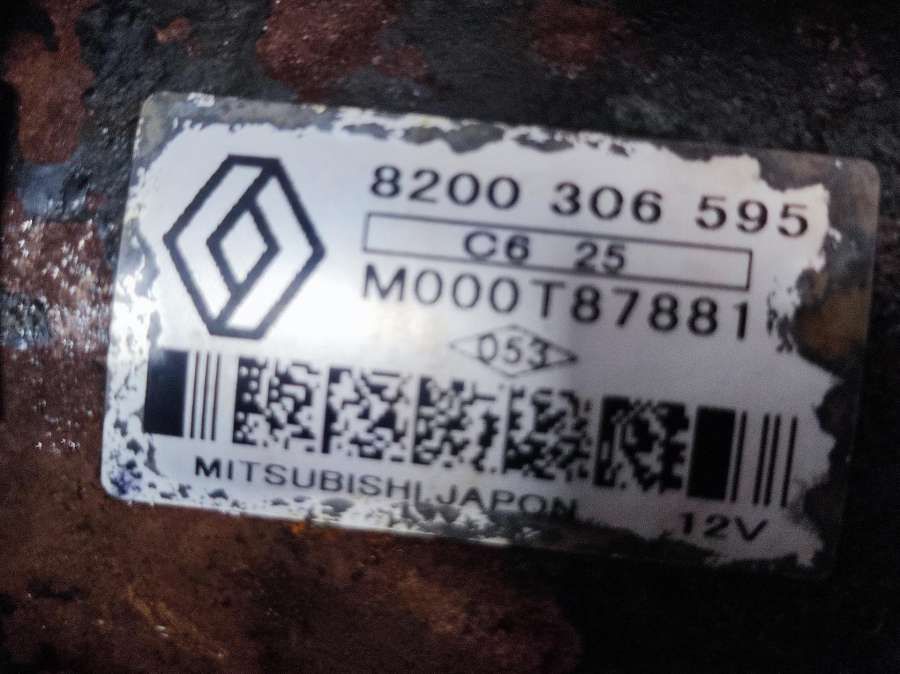 8200 306 595
C6 25
M000T87881
053
MITSUBISHI JAPON
12V